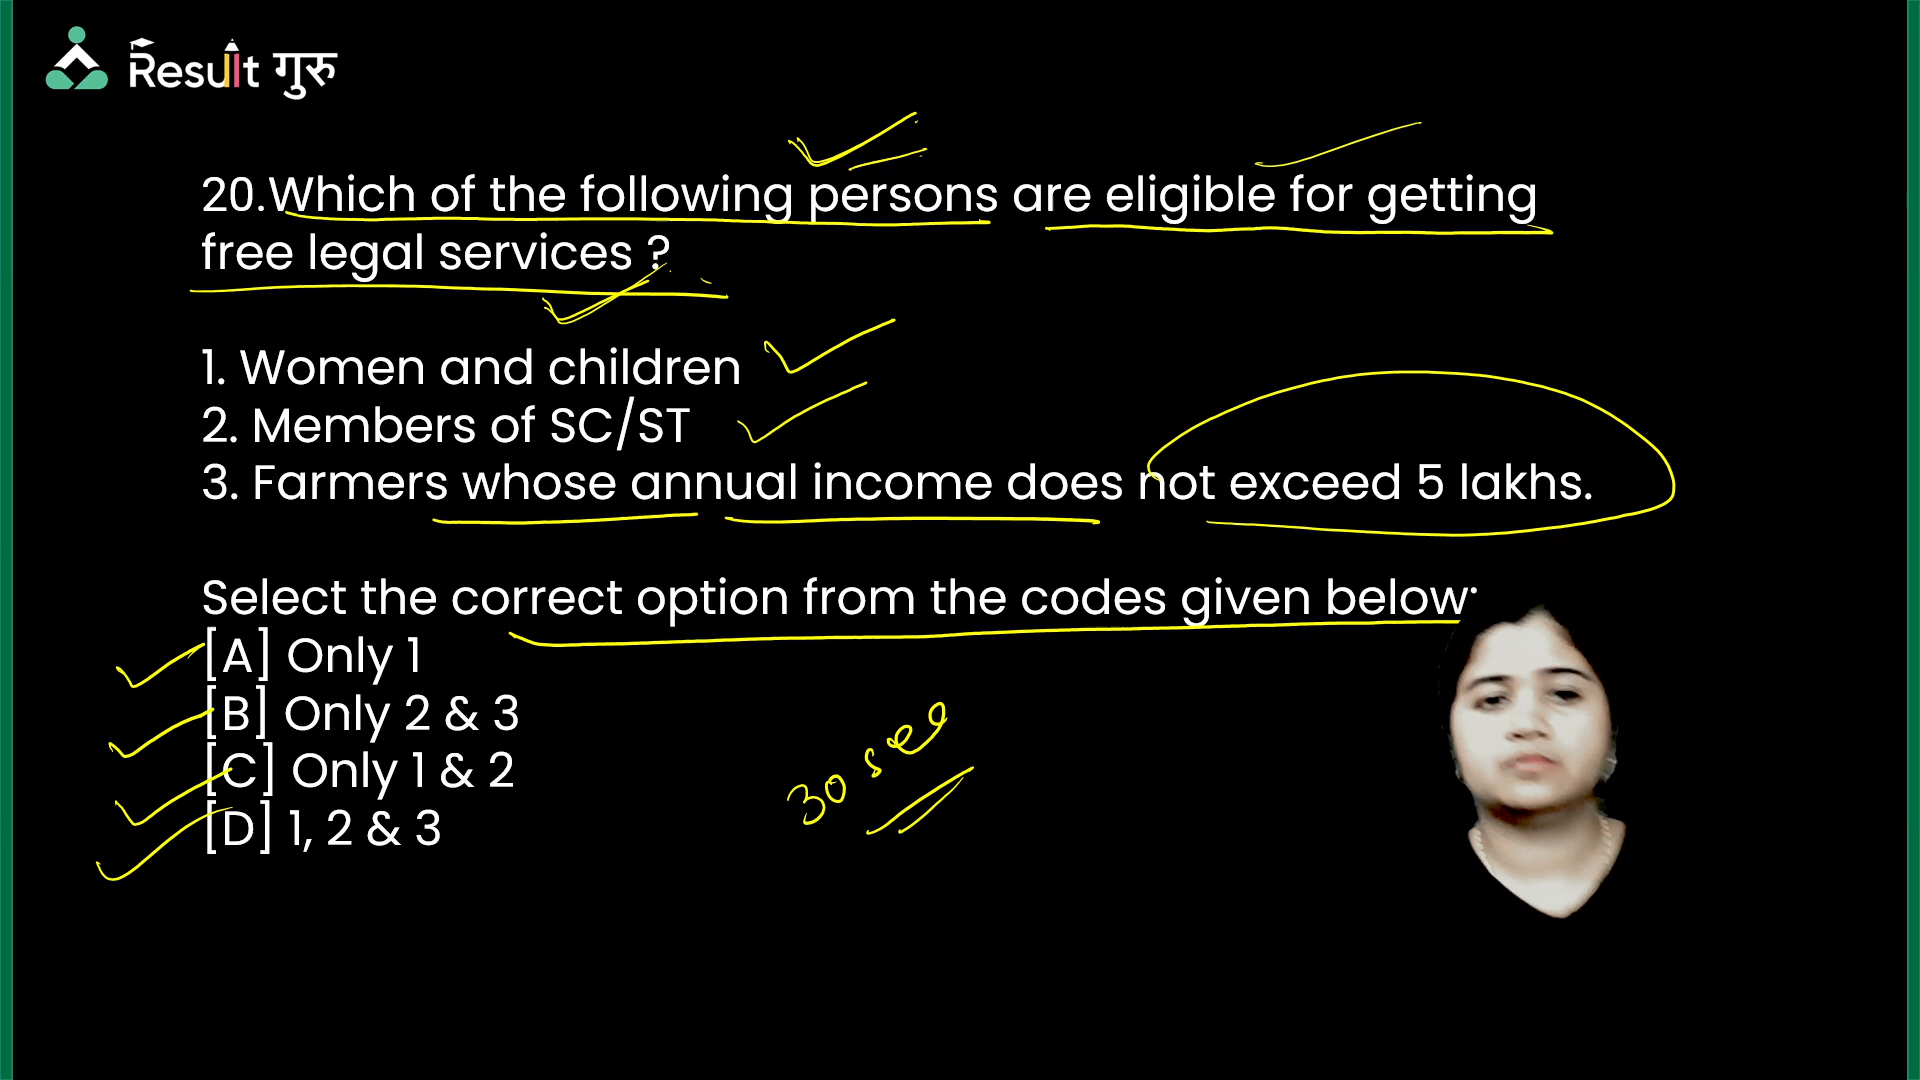 Result गुरु
20.Which of the following persons are eligible for getting
free legal services ?
1. Women and children
2. Members of SC/ST
3. Farmers whose annual income does not exceed 5 lakhs.
Select the correct option from the codes given below:
[A] Only 1
[B] Only 2 & 3
[C] Only 1 & 2
[D] 1, 2 & 3
30 sec